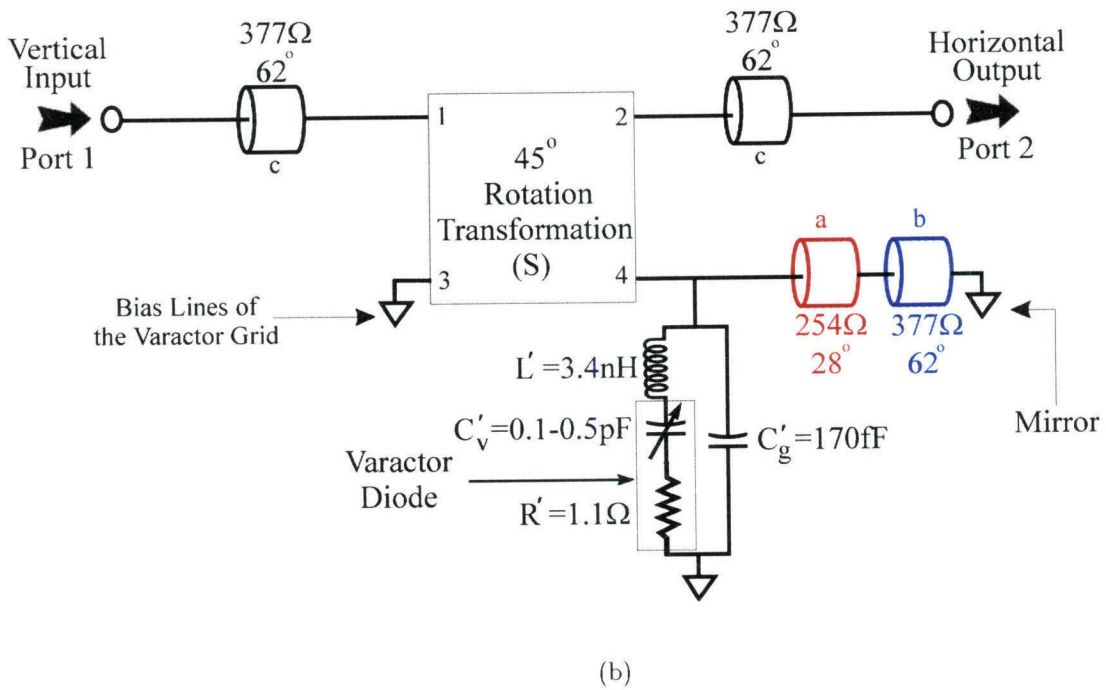 Vertical
Input
Port 1
377Ω
62°
c
377Ω
62°
c
Horizontal
Output
Port 2
1
2
3
4
45°
Rotation
Transformation
(S)
a
b
254Ω
28°
377Ω
62°
Bias Lines of
the Varactor Grid
Mirror
L′=3.4nH
C′v=0.1-0.5pF
C′g=170fF
Varactor
Diode
R′=1.1Ω
(b)